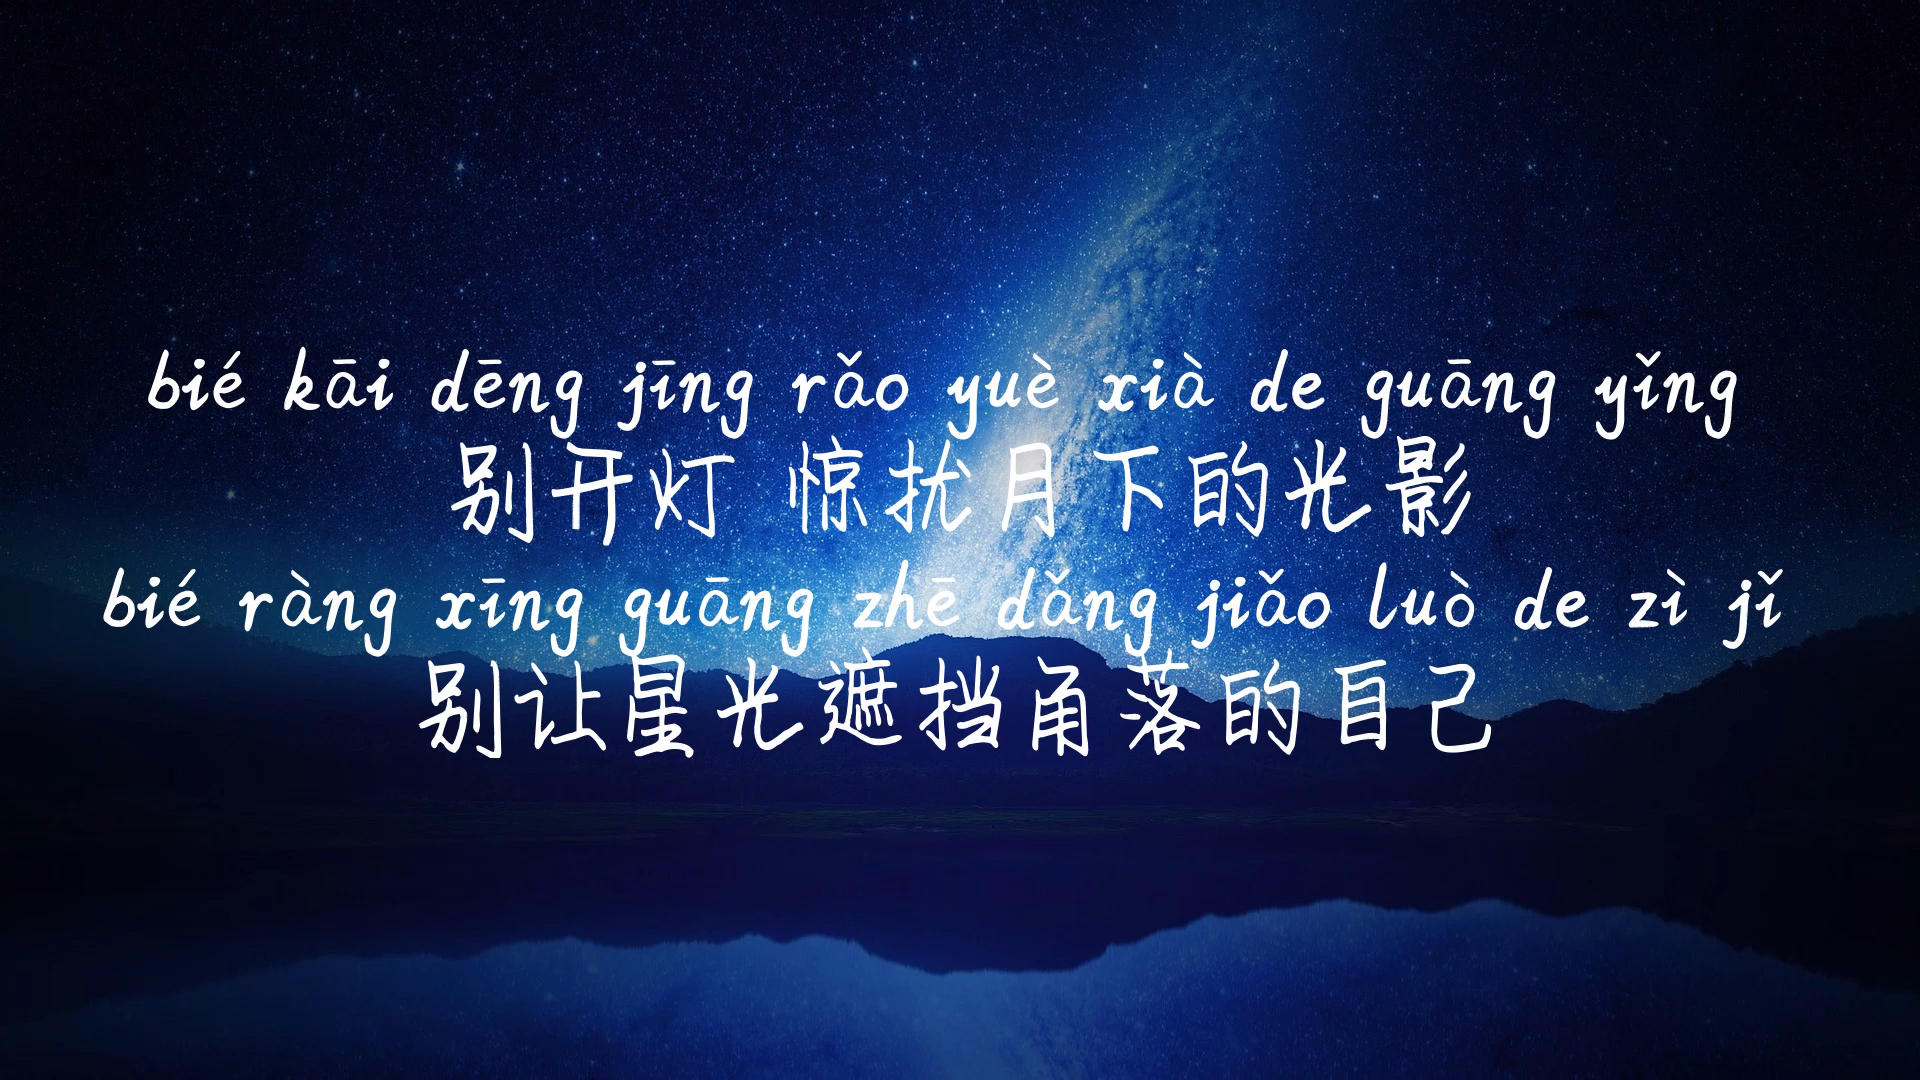 bié kāi dēng jīng rǎo yuè xià de guāng yǐng
别开灯 惊扰月下的光影
bié ràng xīng guāng zhē dǎng jiǎo luò de zì jǐ
别让星光遮挡角落的自己